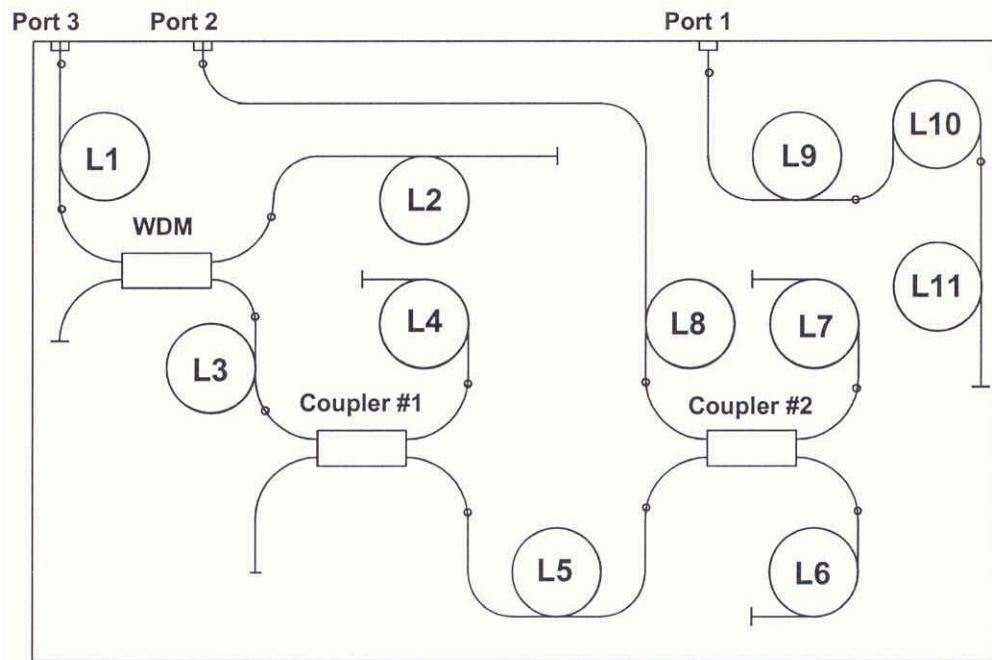 Port 3 Port 2 Port 1
L10
L1 L9
L2
WDM
L11
L4 L8 L7
L3
Coupler #1 Coupler #2
L5 L6